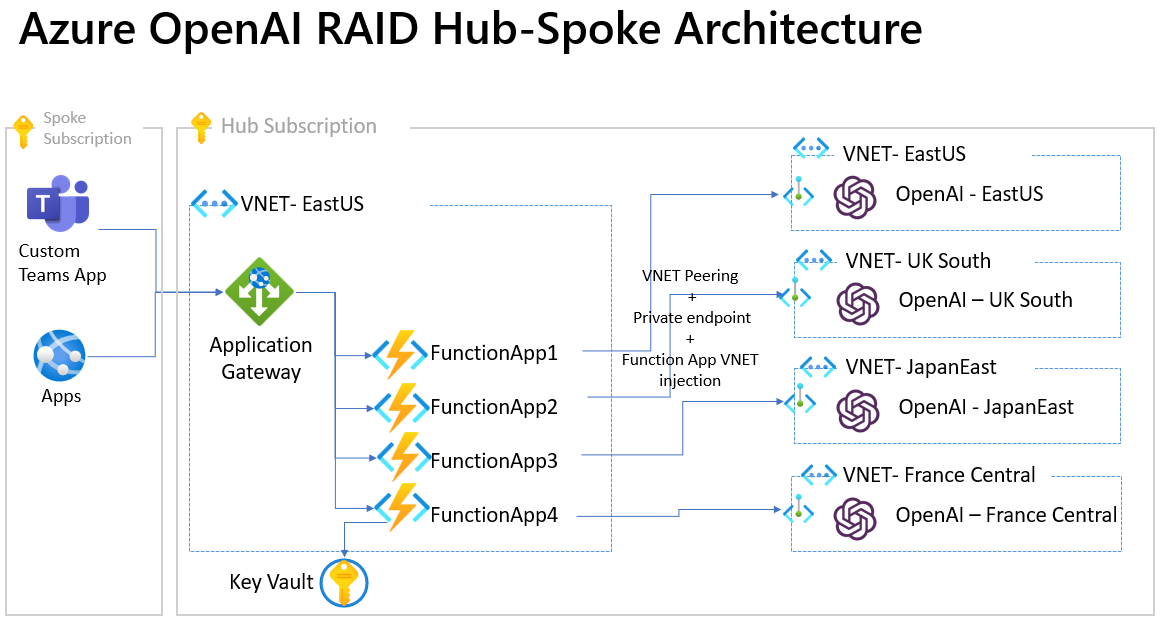 Azure OpenAI RAID Hub-Spoke Architecture
Spoke
Subscription
Hub Subscription
T
Custom
Teams App
Apps
VNET- EastUS
Application
Gateway
FunctionApp1
FunctionApp2
FunctionApp3
FunctionApp4
Key Vault
VNET Peering
+
Private endpoint
+
Function App VNET
injection
VNET- EastUS
OpenAI - EastUS
VNET- UK South
OpenAI – UK South
VNET- JapanEast
OpenAI - JapanEast
VNET- France Central
OpenAI – France Central